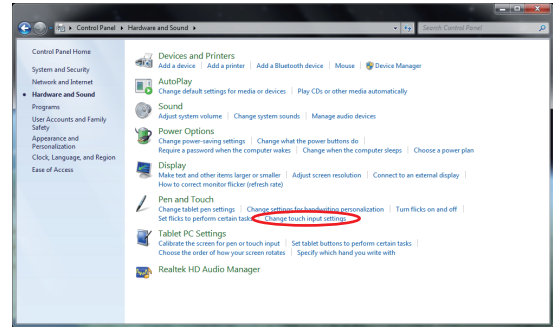 Control Panel Hardware and Sound Search Control Panel
Control Panel Home
System and Security
Network and Internet
Hardware and Sound
Programs
User Accounts and Family
Safety
Appearance and
Personalization
Clock, Language, and Region
Ease of Access
Devices and Printers
Add a device Add a printer Add a Bluetooth device Mouse Device Manager
AutoPlay
Change default settings for media or devices Play CDs or other media automatically
Sound
Adjust system volume Change system sounds Manage audio devices
Power Options
Change power-saving settings Change what the power buttons do
Require a password when the computer wakes Change when the computer sleeps Choose a power plan
Display
Make text and other items larger or smaller Adjust screen resolution Connect to an external display
How to correct monitor flicker (refresh rate)
Pen and Touch
Change tablet pen settings Change settings for handwriting personalization Turn flicks on and off
Set flicks to perform certain tasks Change touch input settings
Tablet PC Settings
Calibrate the screen for pen or touch input Set tablet buttons to perform certain tasks
Choose the order of how your screen rotates Specify which hand you write with
Realtek HD Audio Manager